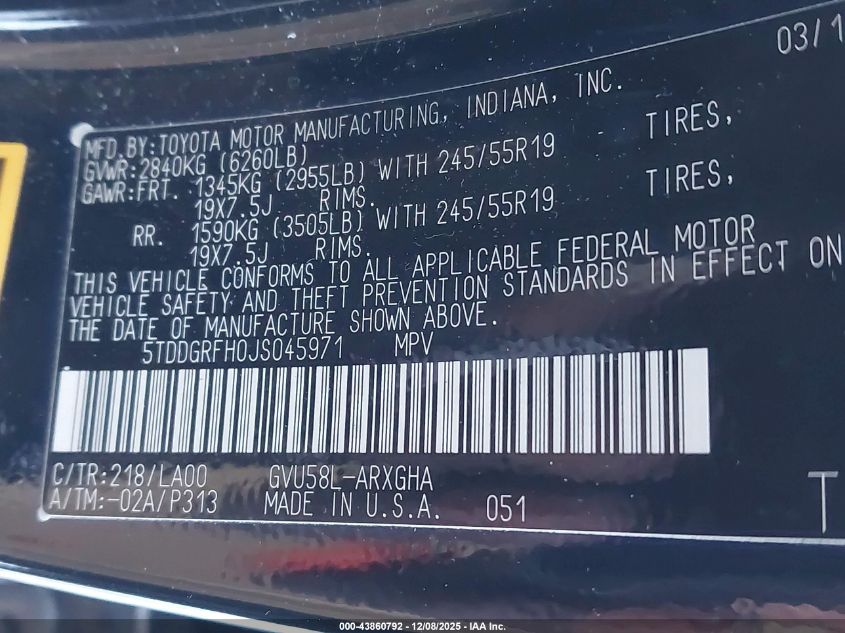 03/1
MFD. BY: TOYOTA MOTOR MANUFACTURING, INDIANA, INC.
GVWR: 2840KG (6260LB)
GAWR: FRT. 1345KG (2955LB) WITH 245/55R19 TIRES,
19X7.5J RIMS.
RR. 1590KG (3505LB) WITH 245/55R19 TIRES,
19X7.5J RIMS.
THIS VEHICLE CONFORMS TO ALL APPLICABLE FEDERAL MOTOR
VEHICLE SAFETY AND THEFT PREVENTION STANDARDS IN EFFECT ON
THE DATE OF MANUFACTURE SHOWN ABOVE.
5TDDGRFH0JS045971 MPV
C/TR: 218/LA00 GVU58L-ARXGHA
A/TM: -02A/P313 MADE IN U.S.A. 051
T
000-43860792 - 12/08/2025 - IAA Inc.